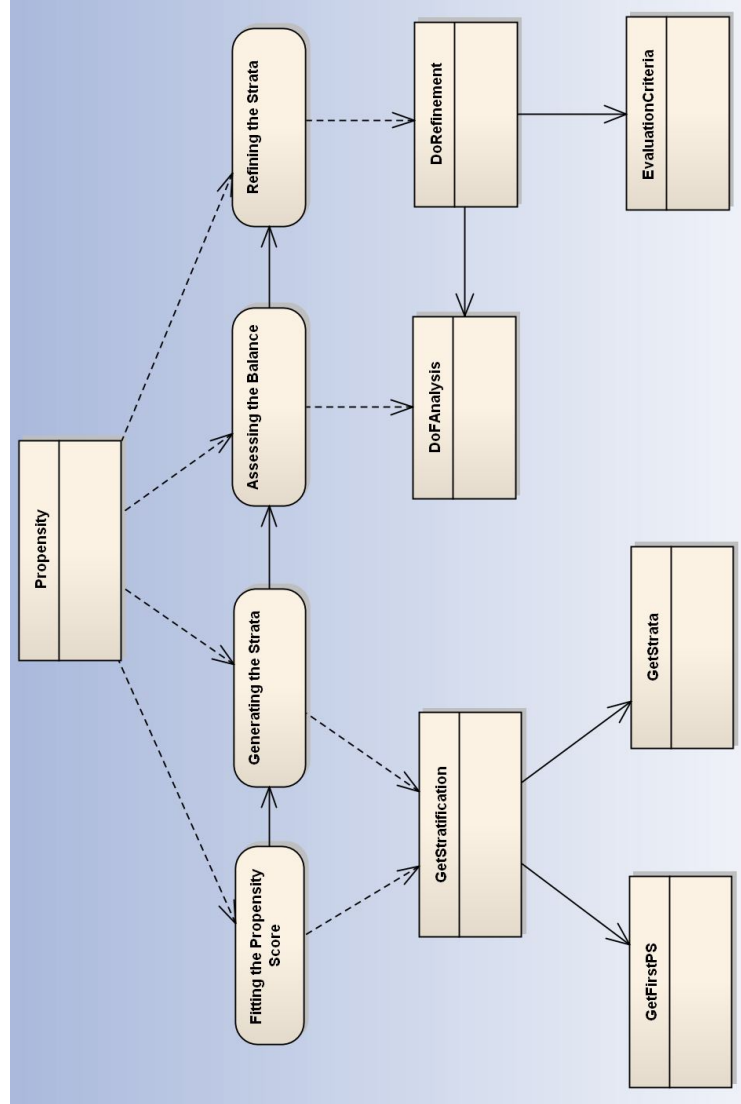 Propensity
Fitting the Propensity
Score
Generating the Strata
Assessing the Balance
Refining the Strata
GetStratification
DoFAnalysis
DoRefinement
GetFirstPS
GetStrata
EvaluationCriteria